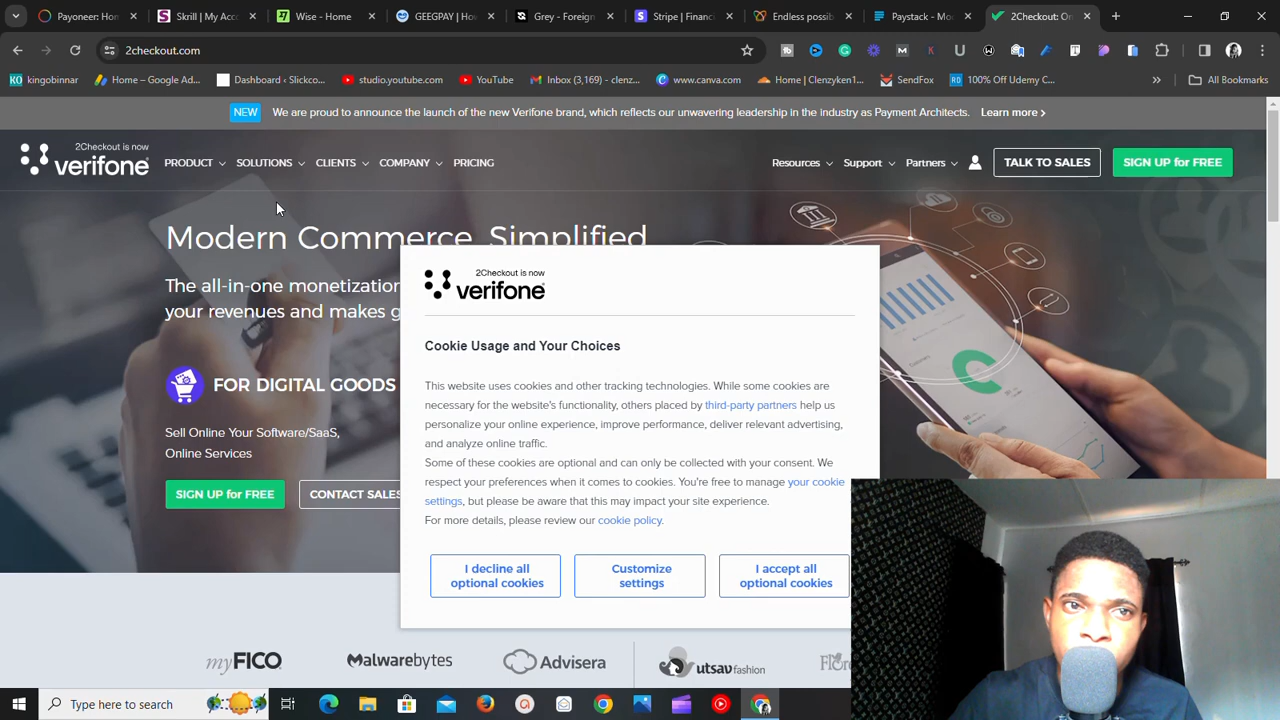 Payoneer: Hom
Skrill | My Acco
Wise - Home
GEEGPAY | Ho
Grey - Foreign
Stripe | Financi
Endless possib
Paystack - Mod
2Checkout: On
2checkout.com
KO kingobinnar
Home – Google Ad...
Dashboard ‹ Slickco...
studio.youtube.com
YouTube
Inbox (3,169) - clenz...
www.canva.com
Home | Clenzyken1...
SendFox
RD 100% Off Udemy C...
All Bookmarks
NEW We are proud to announce the launch of the new Verifone brand, which reflects our unwavering leadership in the industry as Payment Architects. Learn more >
2Checkout is now
verifone
PRODUCT SOLUTIONS CLIENTS COMPANY PRICING
Resources Support Partners TALK TO SALES SIGN UP for FREE
Modern Commerce, Simplified
The all-in-one monetization
your revenues and makes g
FOR DIGITAL GOODS
Sell Online Your Software/SaaS,
Online Services
SIGN UP for FREE CONTACT SALES
2Checkout is now
verifone
Cookie Usage and Your Choices
This website uses cookies and other tracking technologies. While some cookies are
necessary for the website's functionality, others placed by third-party partners help us
personalize your online experience, improve performance, deliver relevant advertising,
and analyze online traffic.
Some of these cookies are optional and can only be collected with your consent. We
respect your preferences when it comes to cookies. You're free to manage your cookie
settings, but please be aware that this may impact your site experience.
For more details, please review our cookie policy.
I decline all
optional cookies
Customize
settings
I accept all
optional cookies
myFICO
Malwarebytes
Advisera
utsav fashion
Flore
Type here to search